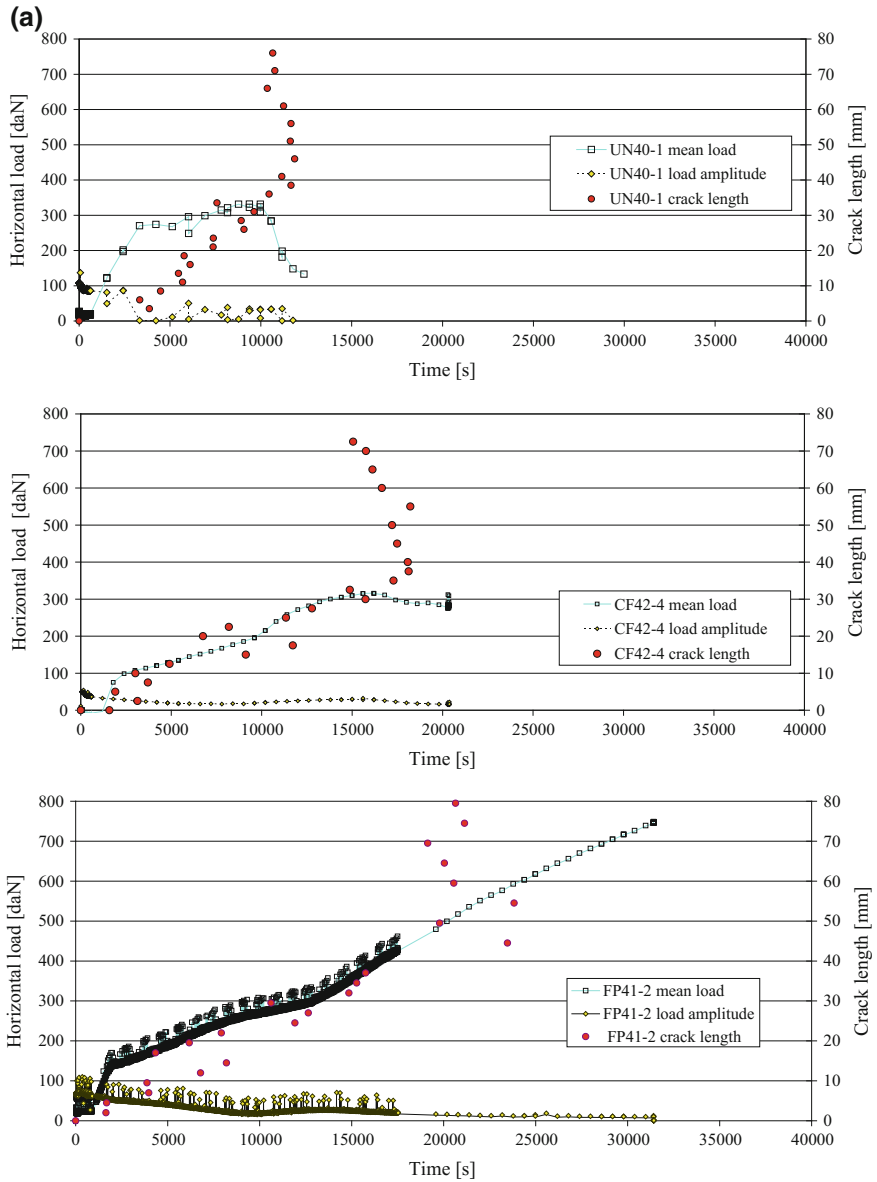 (a)
800 80
700 70
600 60
500 50
400 40
300 30
200 20
100 10
0 0
Horizontal load [daN]
Crack length [mm]
UN40-1 mean load
UN40-1 load amplitude
UN40-1 crack length
0 5000 10000 15000 20000 25000 30000 35000 40000
Time [s]
800 80
700 70
600 60
500 50
400 40
300 30
200 20
100 10
0 0
Horizontal load [daN]
Crack length [mm]
CF42-4 mean load
CF42-4 load amplitude
CF42-4 crack length
0 5000 10000 15000 20000 25000 30000 35000 40000
Time [s]
800 80
700 70
600 60
500 50
400 40
300 30
200 20
100 10
0 0
Horizontal load [daN]
Crack length [mm]
FP41-2 mean load
FP41-2 load amplitude
FP41-2 crack length
0 5000 10000 15000 20000 25000 30000 35000 40000
Time [s]